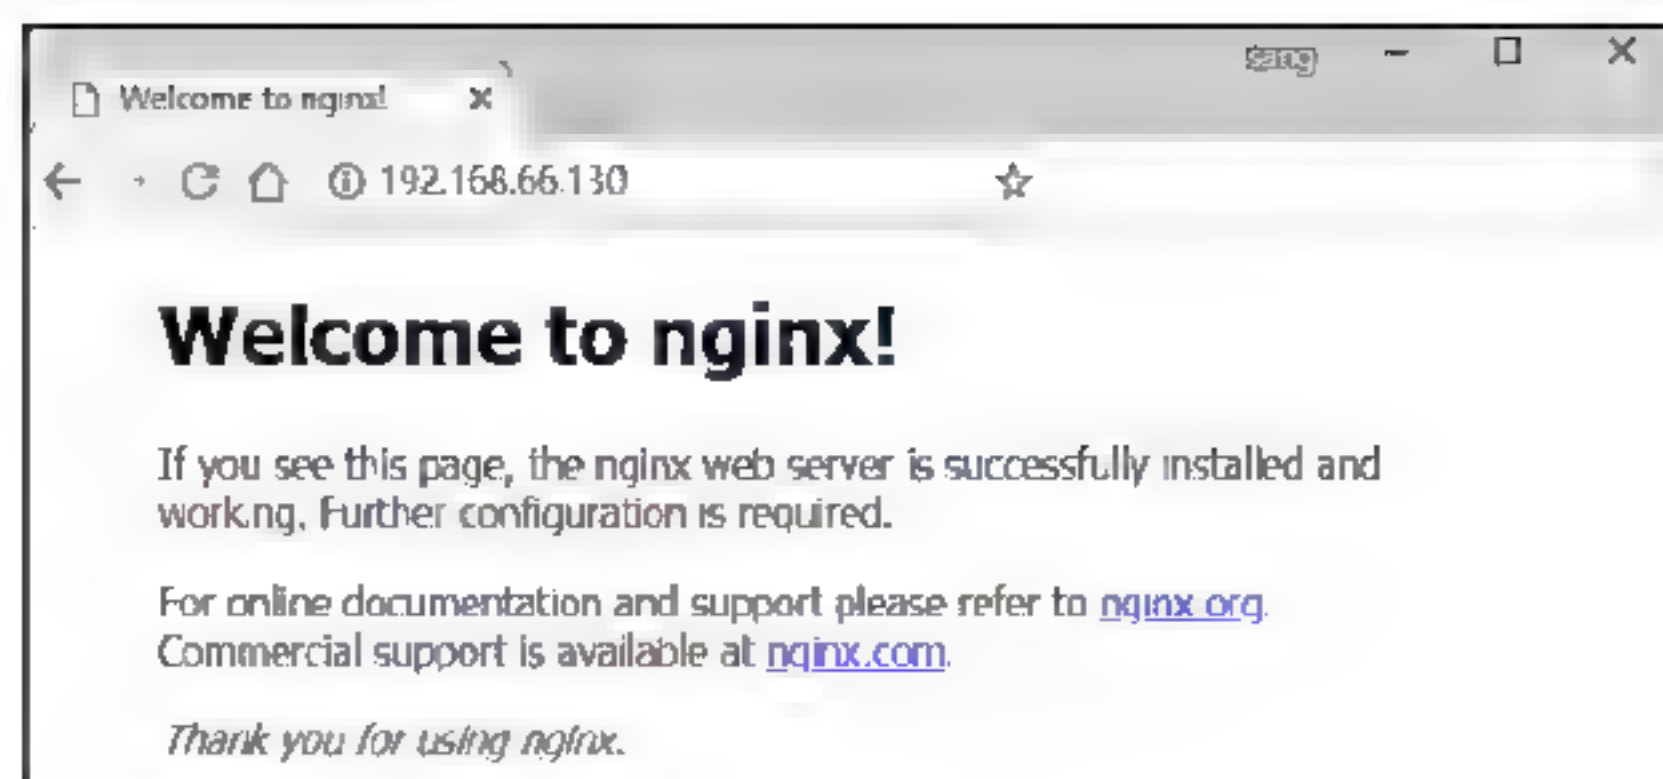 sang
Welcome to nginx!
192.168.66.130
Welcome to nginx!
If you see this page, the nginx web server is successfully installed and
working. Further configuration is required.
For online documentation and support please refer to nginx.org.
Commercial support is available at nginx.com.
Thank you for using nginx.